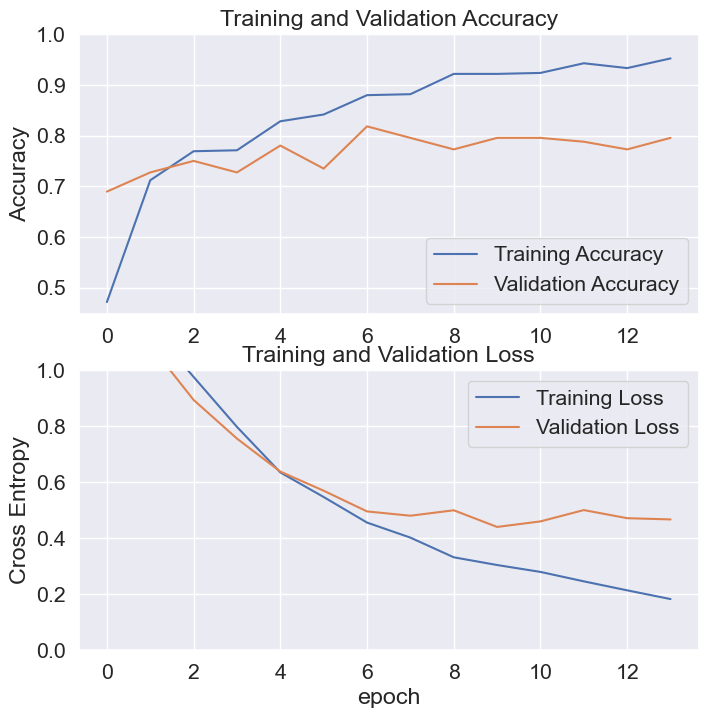 Training and Validation Accuracy
1.0
0.9
0.8
0.7
0.6
0.5
Accuracy
Training Accuracy
Validation Accuracy
0 2 4 6 8 10 12
Training and Validation Loss
1.0
0.8
0.6
0.4
0.2
0.0
Cross Entropy
Training Loss
Validation Loss
0 2 4 6 8 10 12
epoch